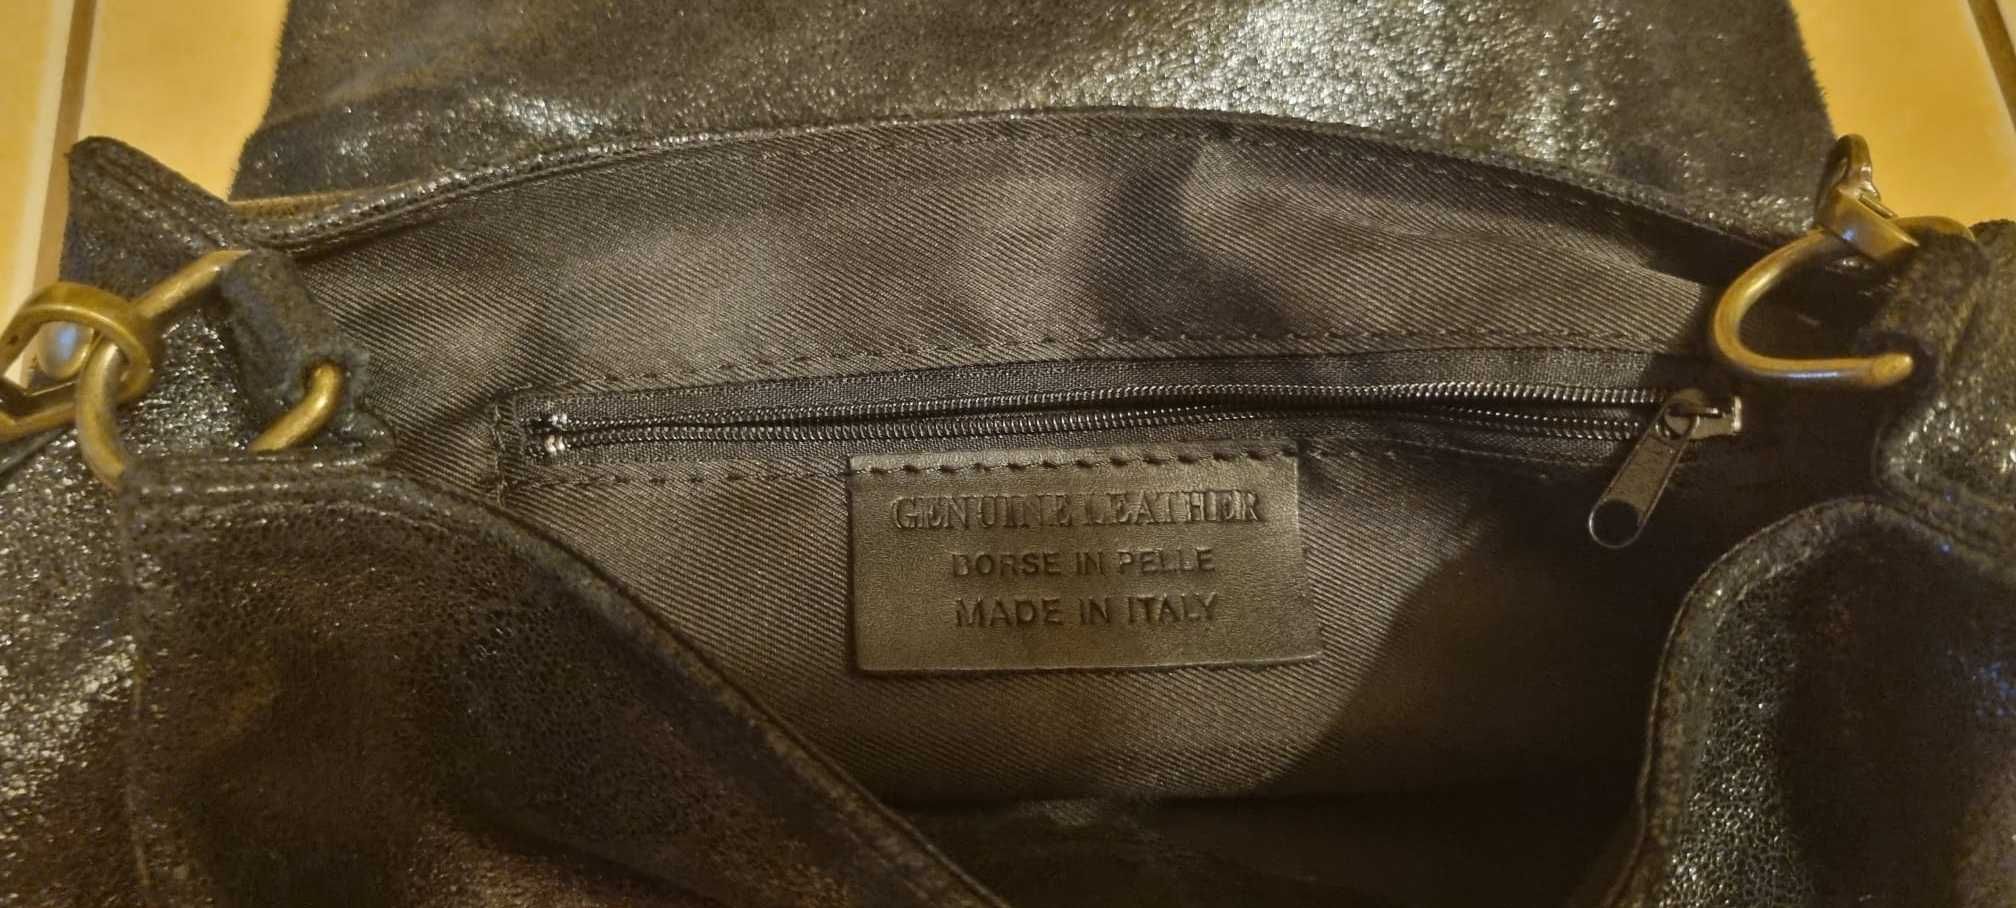 GENUINE LEATHER
BORSE IN PELLE
MADE IN ITALY